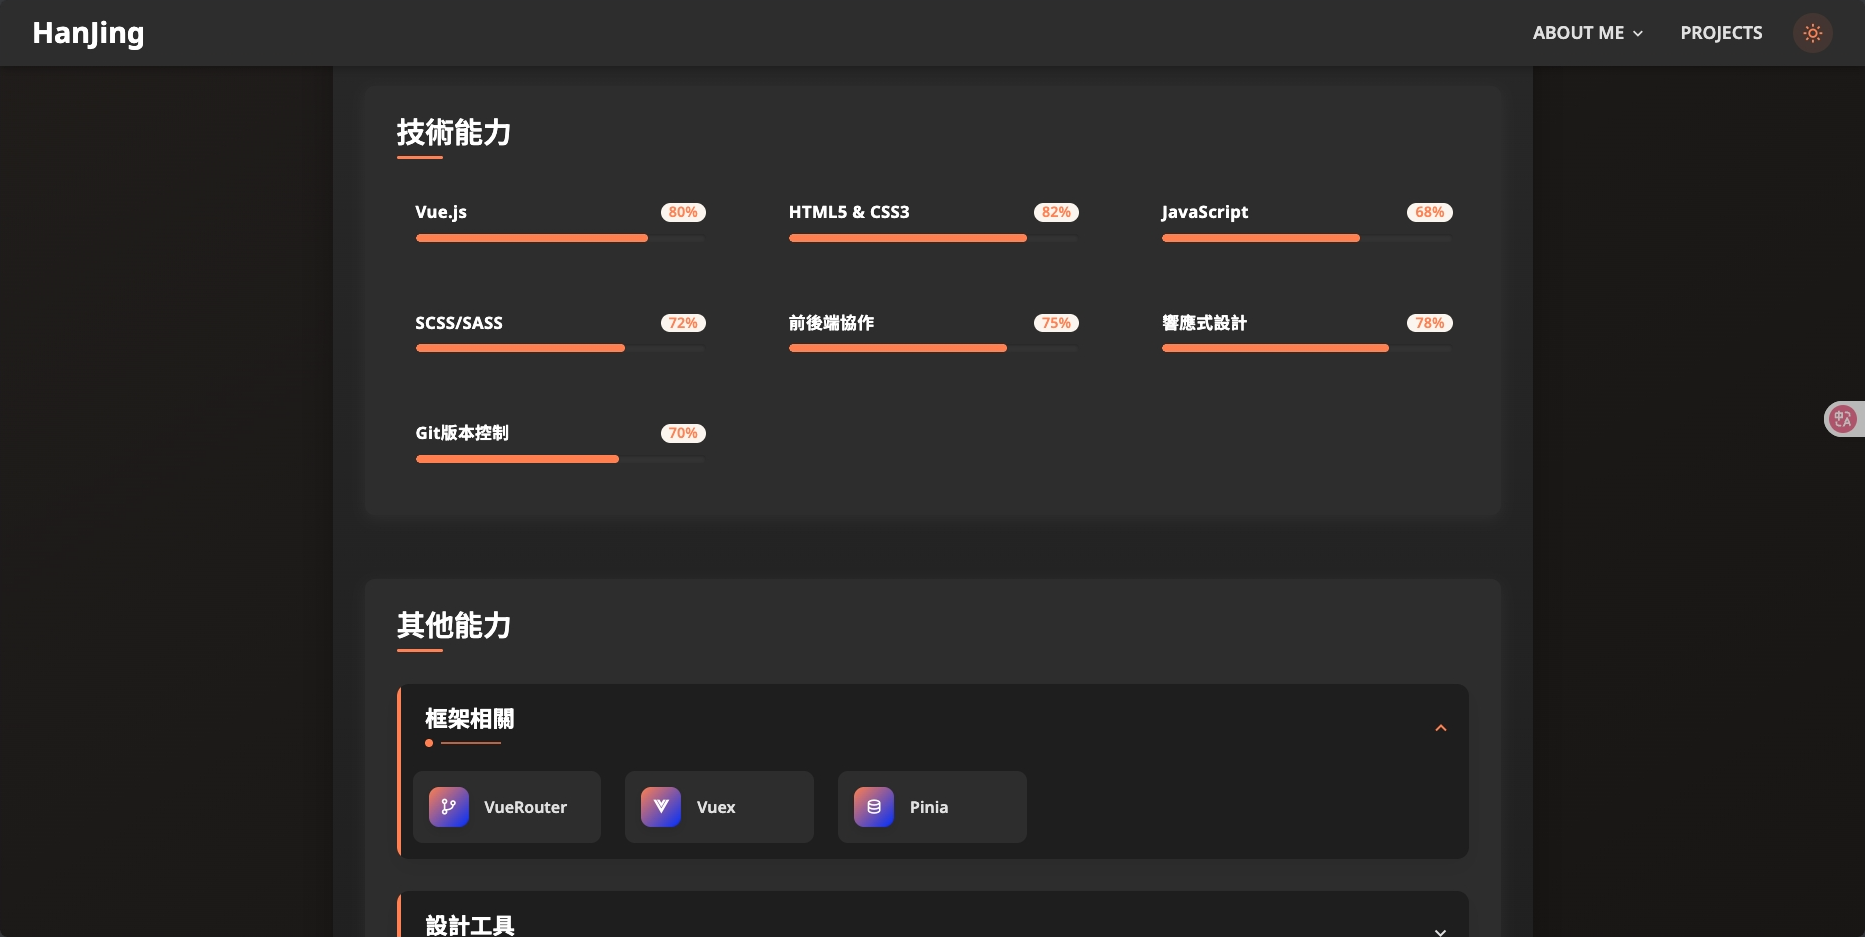 HanJing
ABOUT ME
PROJECTS
技術能力
Vue.js 80%
HTML5 & CSS3 82%
JavaScript 68%
SCSS/SASS 72%
前後端協作 75%
響應式設計 78%
Git版本控制 70%
其他能力
框架相關
VueRouter
Vuex
Pinia
設計工具